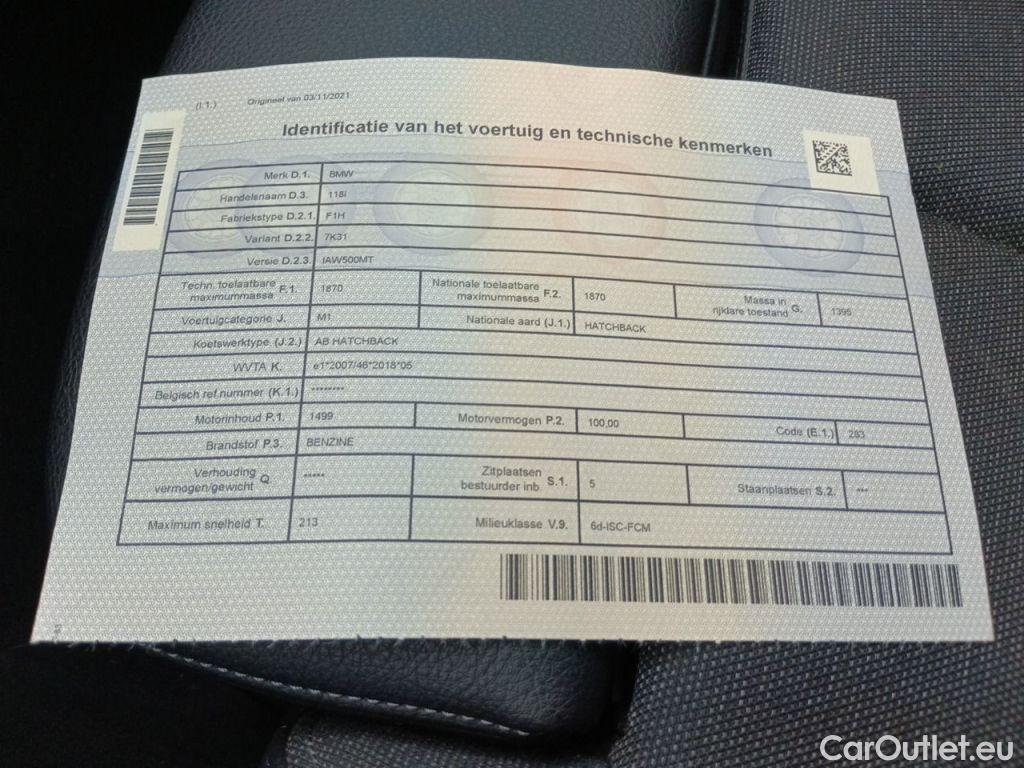 (I.1.) Origineel van 03/11/2021
Identificatie van het voertuig en technische kenmerken
Merk D.1. BMW
Handelsnaam D.3. 118i
Fabriekstype D.2.1. F1H
Variant D.2.2. 7K31
Versie D.2.3. IAW500MT
Techn. toelaatbare maximummassa F.1. 1870 Nationale toelaatbare maximummassa F.2. 1870 Massa in rijklare toestand G. 1395
Voertuigcategorie J. M1 Nationale aard (J.1.) HATCHBACK
Koetswerktype (J.2.) AB HATCHBACK
WVTA K. e1*2007/46*2018*05
Belgisch ref.nummer (K.1.) ********
Motorinhoud P.1. 1499 Motorvermogen P.2. 100,00 Code (E.1.) 283
Brandstof P.3. BENZINE
Verhouding vermogen/gewicht Q. ***** Zitplaatsen bestuurder inb. S.1. 5 Staanplaatsen S.2. ***
Maximum snelheid T. 213 Milieuklasse V.9. 6d-ISC-FCM
CarOutlet.eu